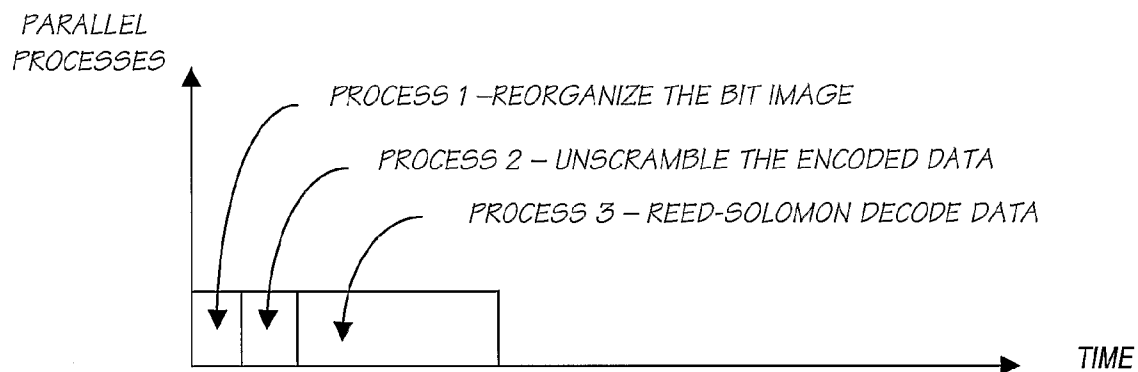 PARALLEL
PROCESSES
PROCESS 1 –REORGANIZE THE BIT IMAGE
PROCESS 2 – UNSCRAMBLE THE ENCODED DATA
PROCESS 3 – REED-SOLOMON DECODE DATA
TIME